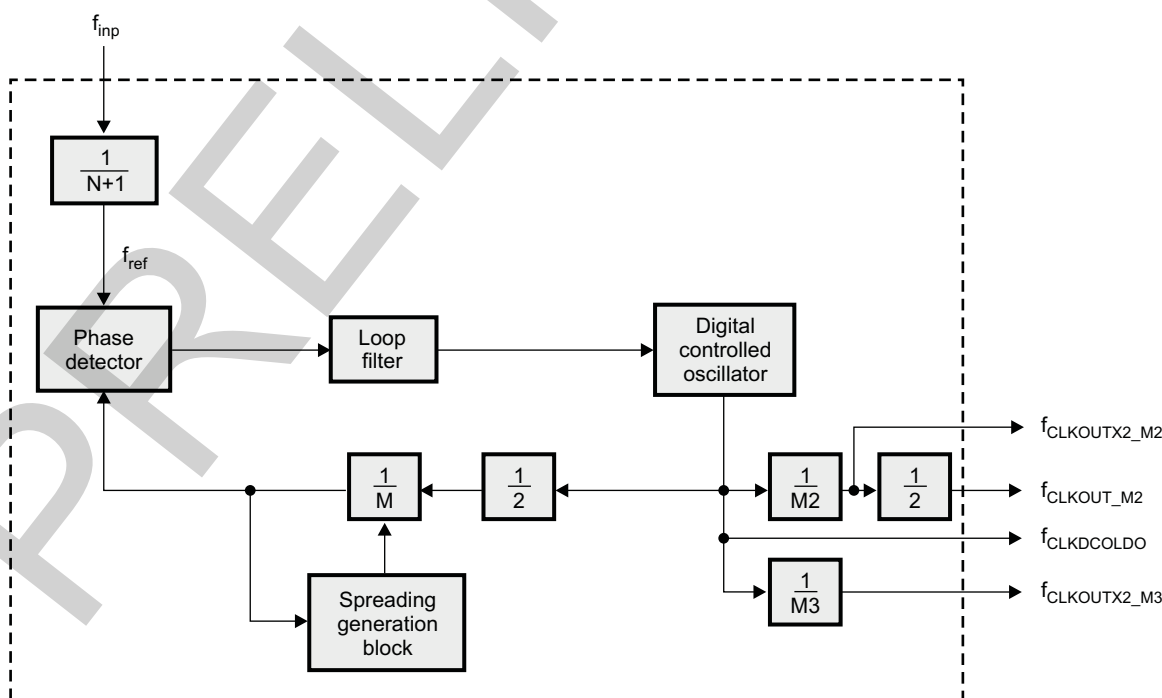 f_inp
1
N+1
f_ref
Phase
detector
Loop
filter
Digital
controlled
oscillator
1
M
1
2
1
M2
1
2
1
M3
Spreading
generation
block
f_CLKOUTX2_M2
f_CLKOUT_M2
f_CLKDCOLDO
f_CLKOUTX2_M3
PREL